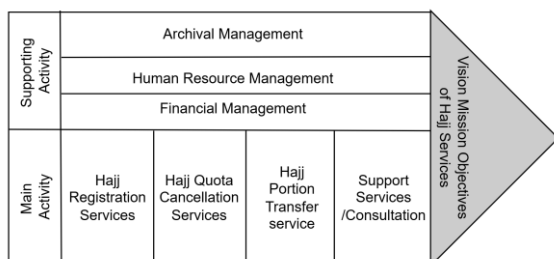 Supporting
Activity
Archival Management
Human Resource Management
Financial Management
Main
Activity
Hajj
Registration
Services
Hajj Quota
Cancellation
Services
Hajj
Portion
Transfer
service
Support
Services
/Consultation
Vision Mission Objectives
of Hajj Services